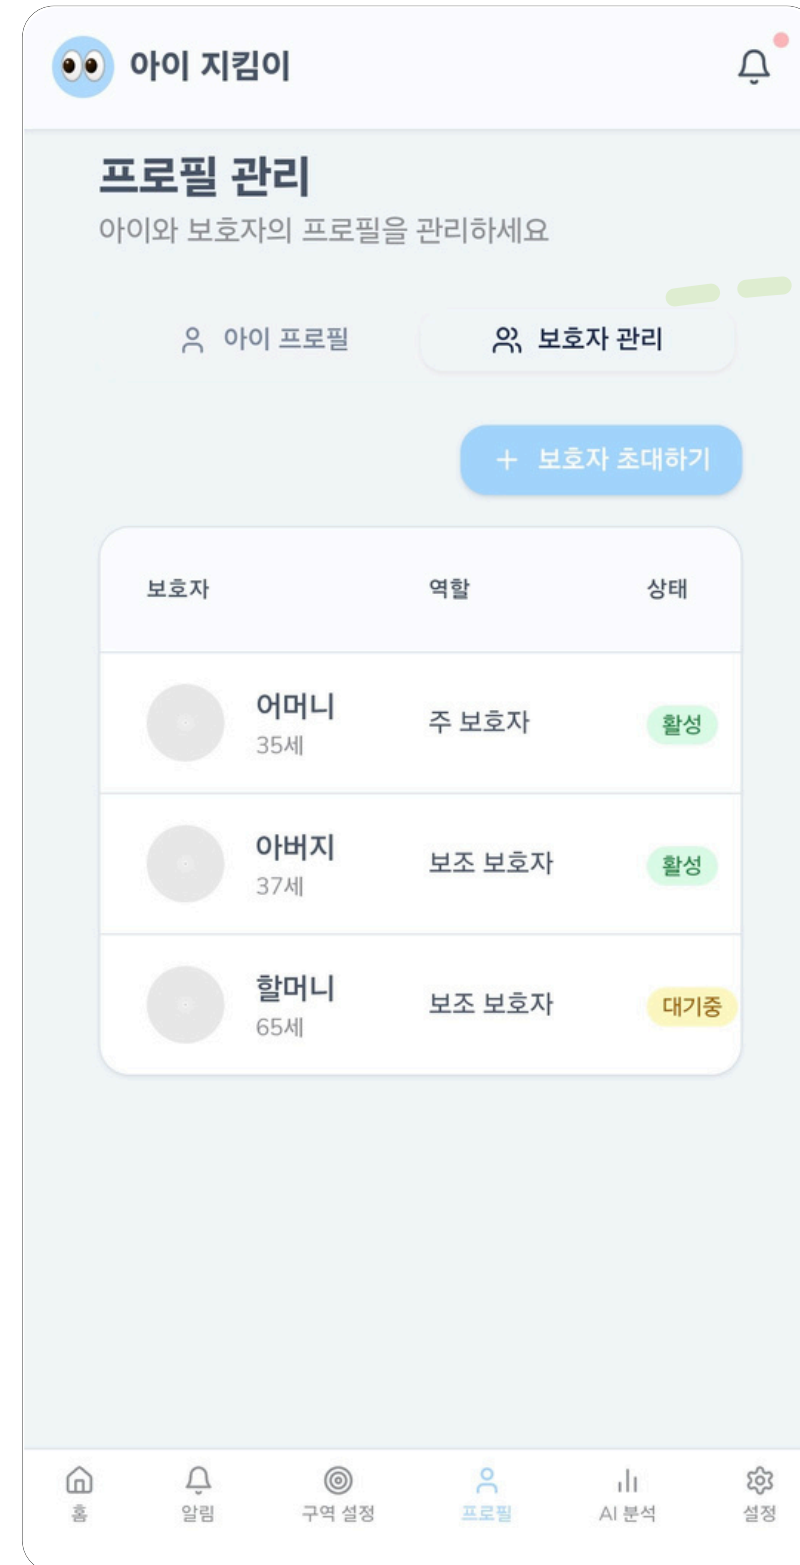 아이 지킴이
프로필 관리
아이와 보호자의 프로필을 관리하세요
아이 프로필 보호자 관리
+ 보호자 초대하기
보호자 역할 상태
어머니
35세
주 보호자
활성
아버지
37세
보조 보호자
활성
할머니
65세
보조 보호자
대기중
홈 알림 구역 설정 프로필 AI 분석 설정